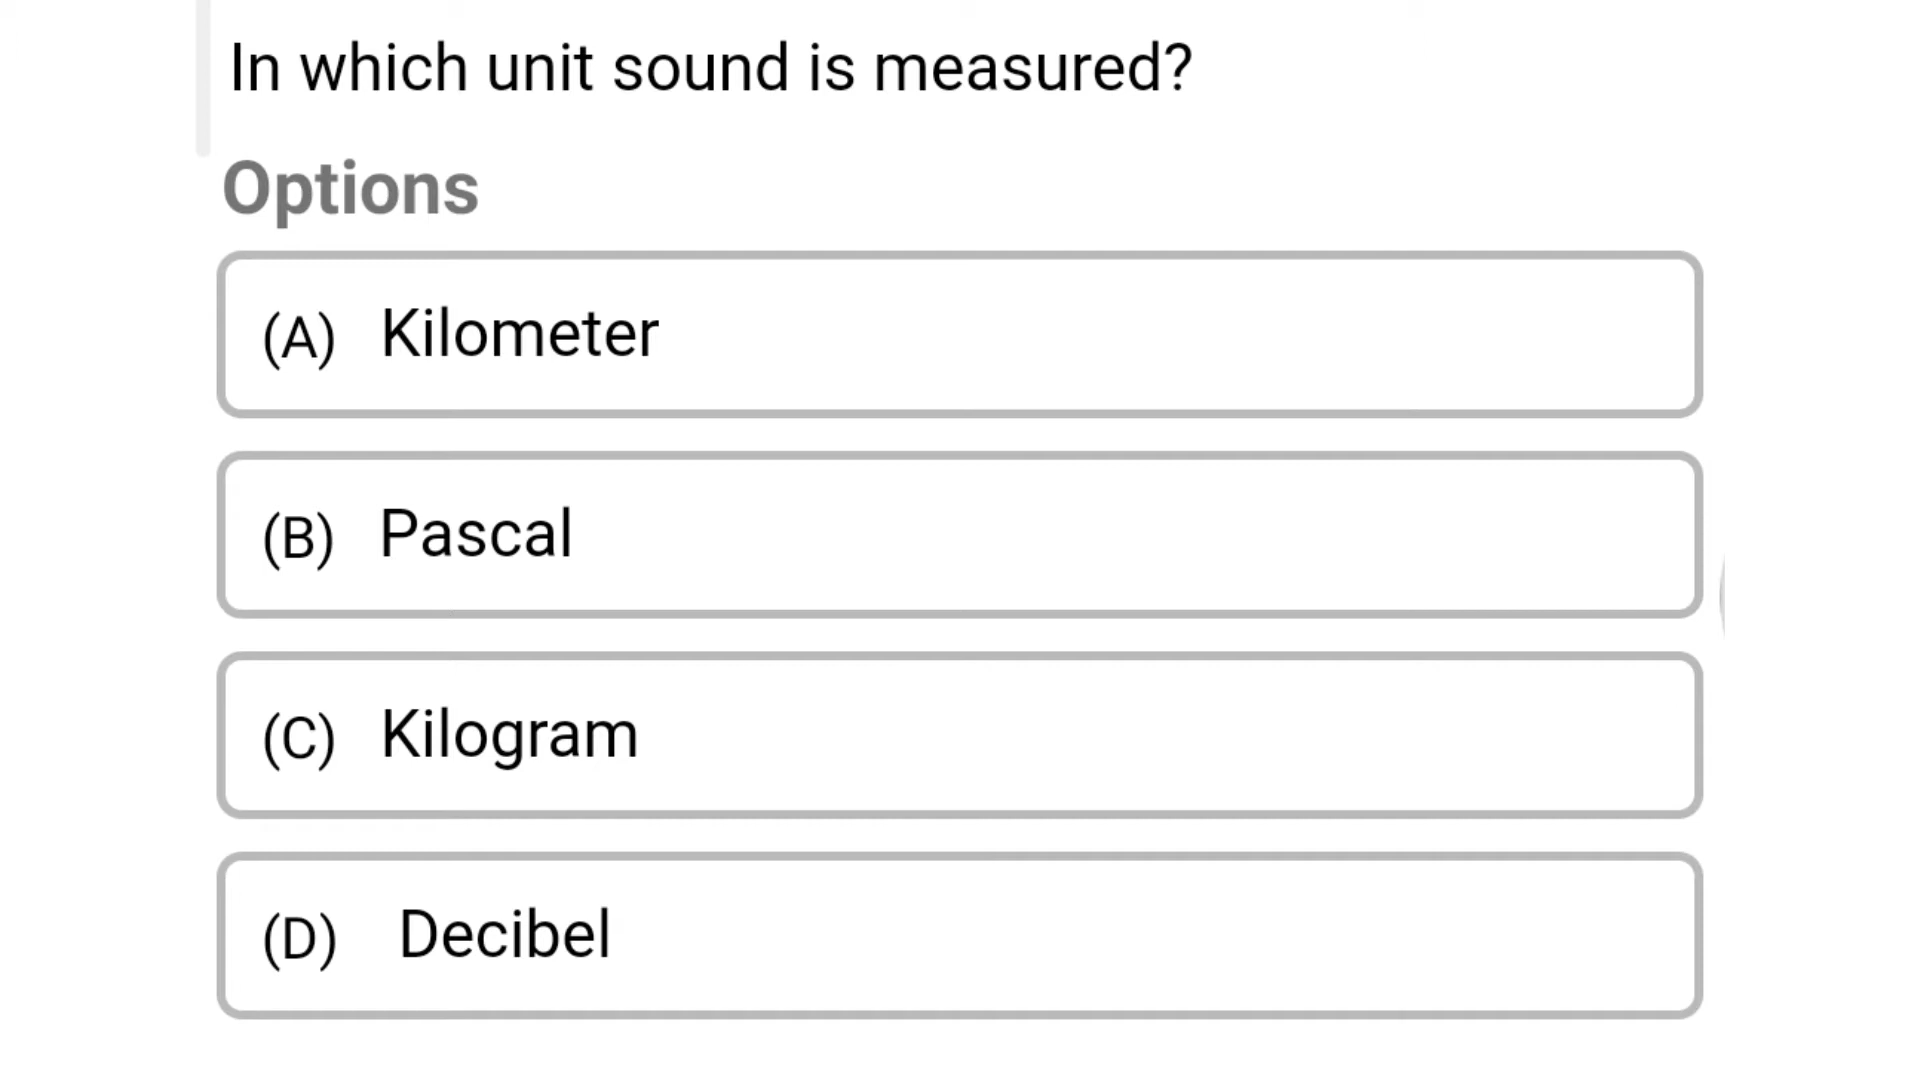 In which unit sound is measured?
Options
(A) Kilometer
(B) Pascal
(C) Kilogram
(D) Decibel